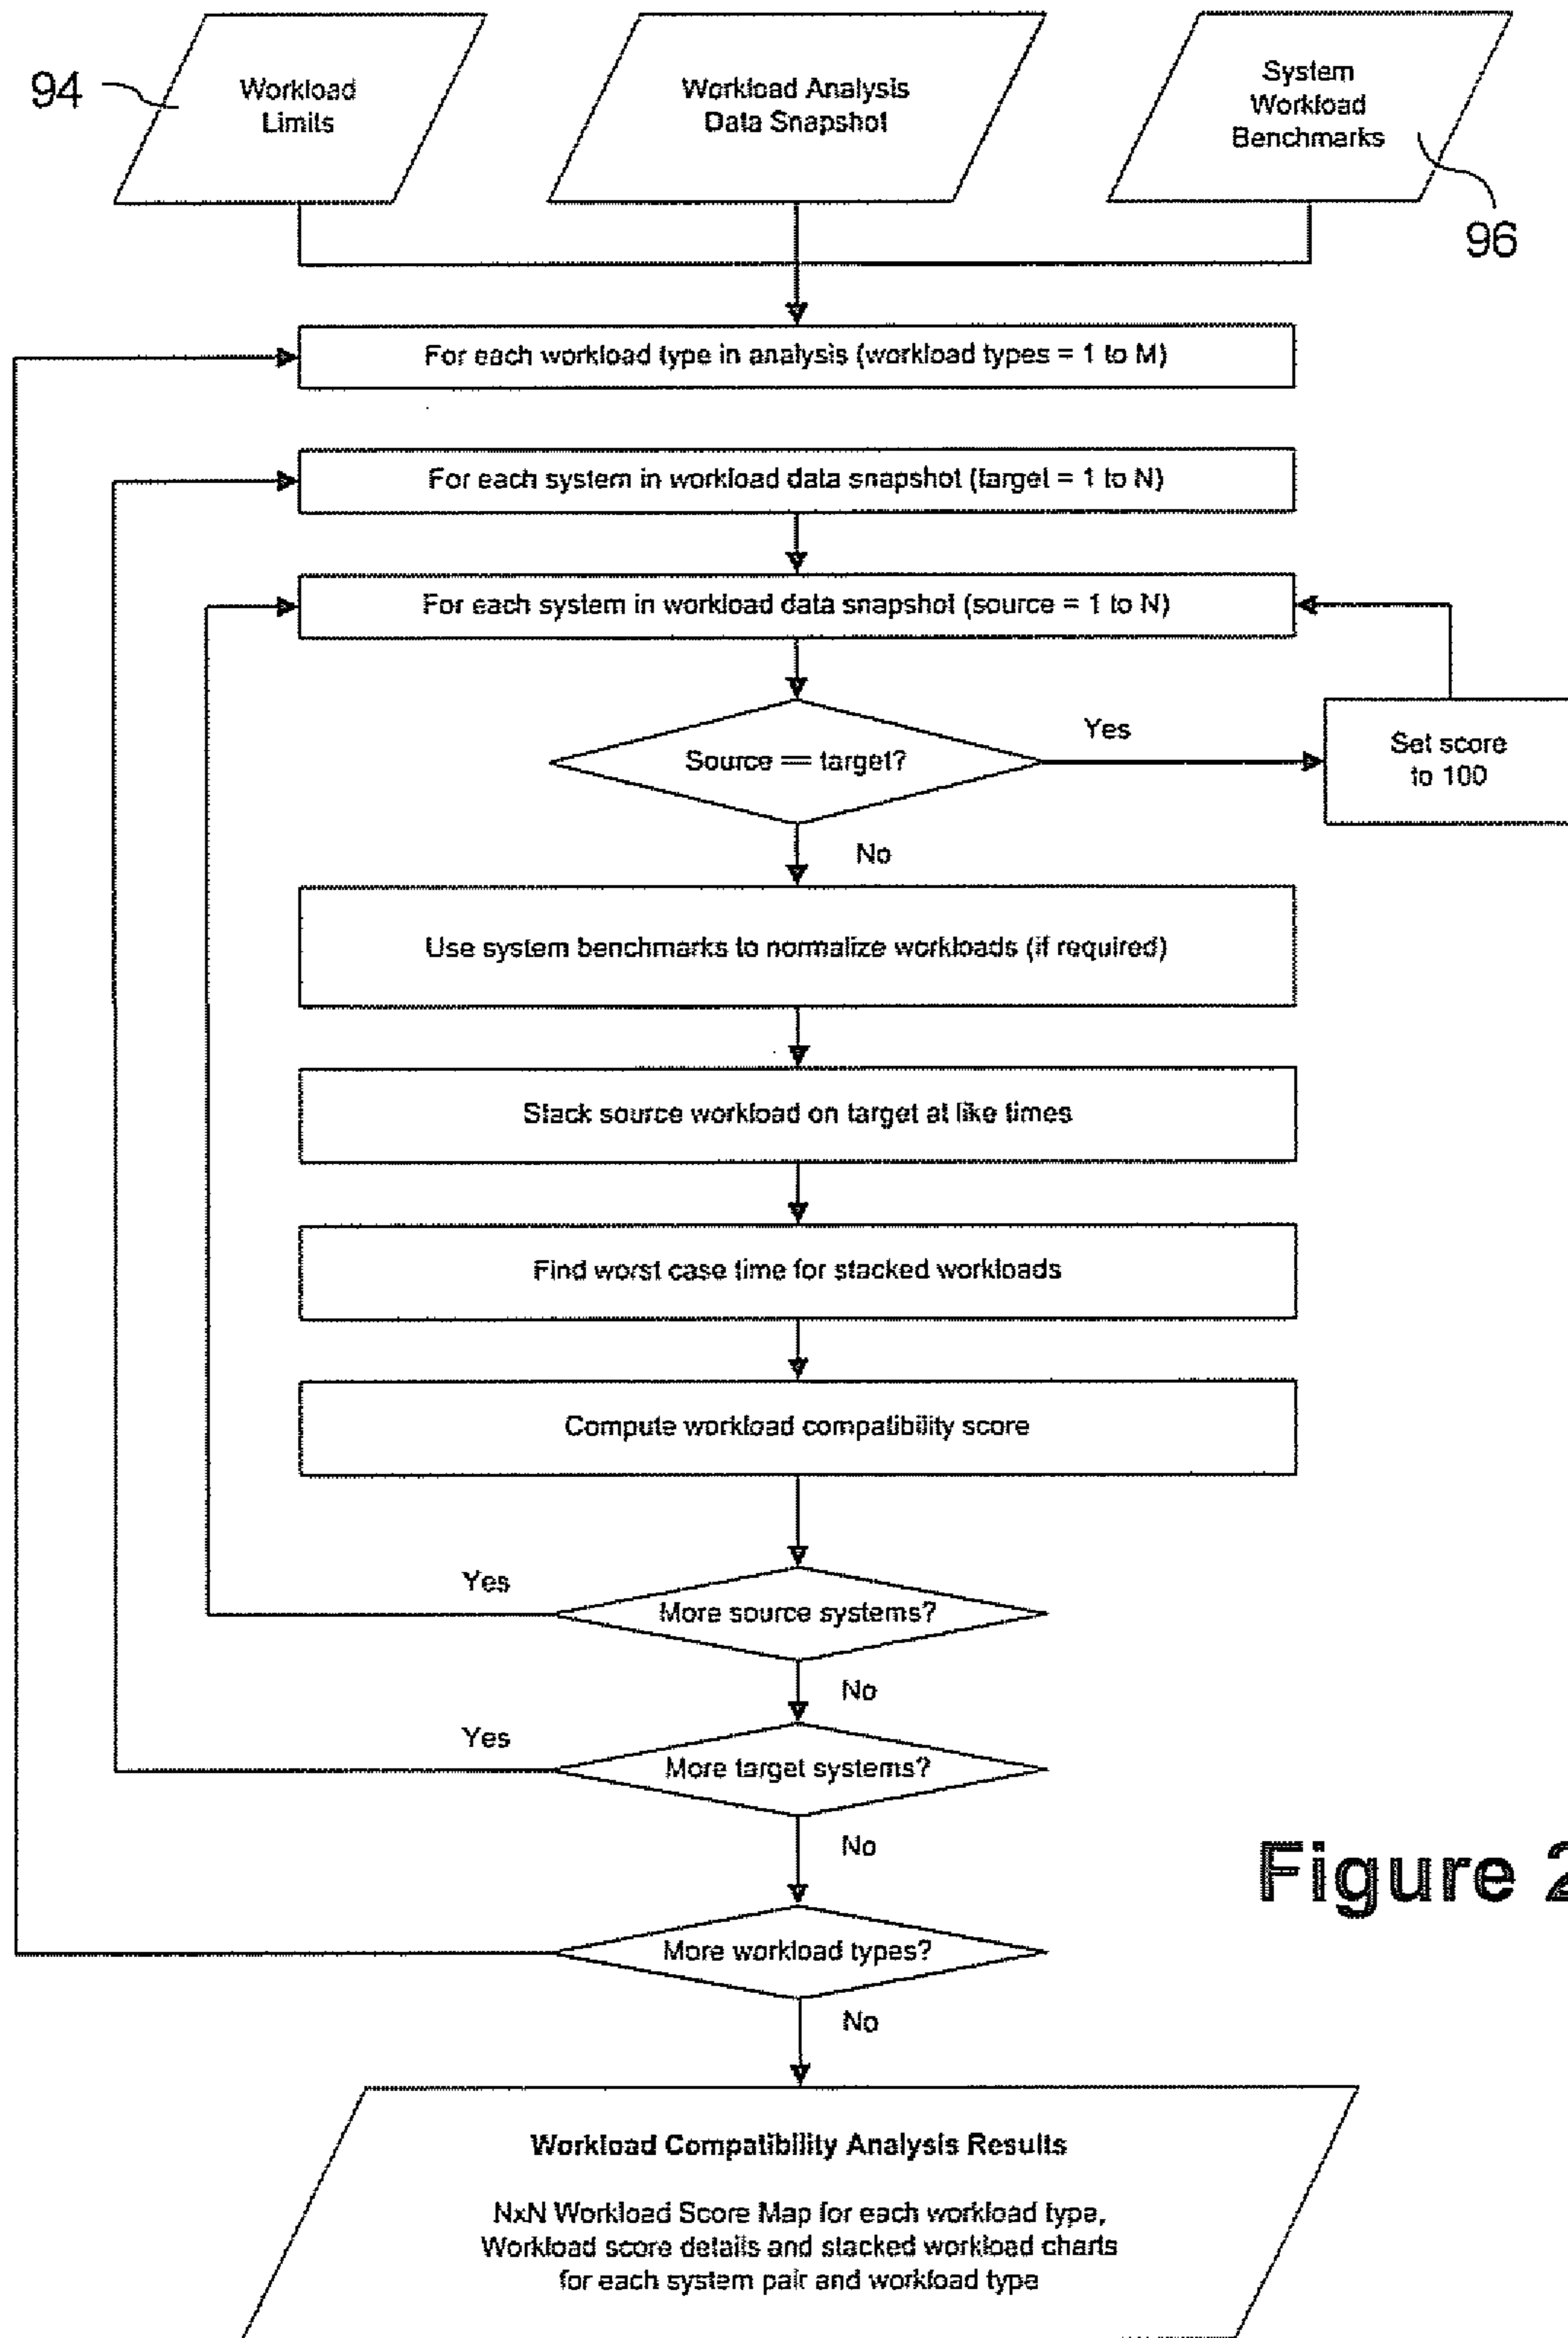 94
Workload
Limits
Workload Analysis
Data Snapshot
System
Workload
Benchmarks
96
For each workload type in analysis (workload types = 1 to M)
For each system in workload data snapshot (target = 1 to N)
For each system in workload data snapshot (source = 1 to N)
Source == target?
Yes
Set score
to 100
No
Use system benchmarks to normalize workloads (if required)
Stack source workload on target at like times
Find worst case time for stacked workloads
Compute workload compatibility score
Yes
More source systems?
No
Yes
More target systems?
No
Figure 2
More workload types?
No
Workload Compatibility Analysis Results
NxN Workload Score Map for each workload type,
Workload score details and stacked workload charts
for each system pair and workload type